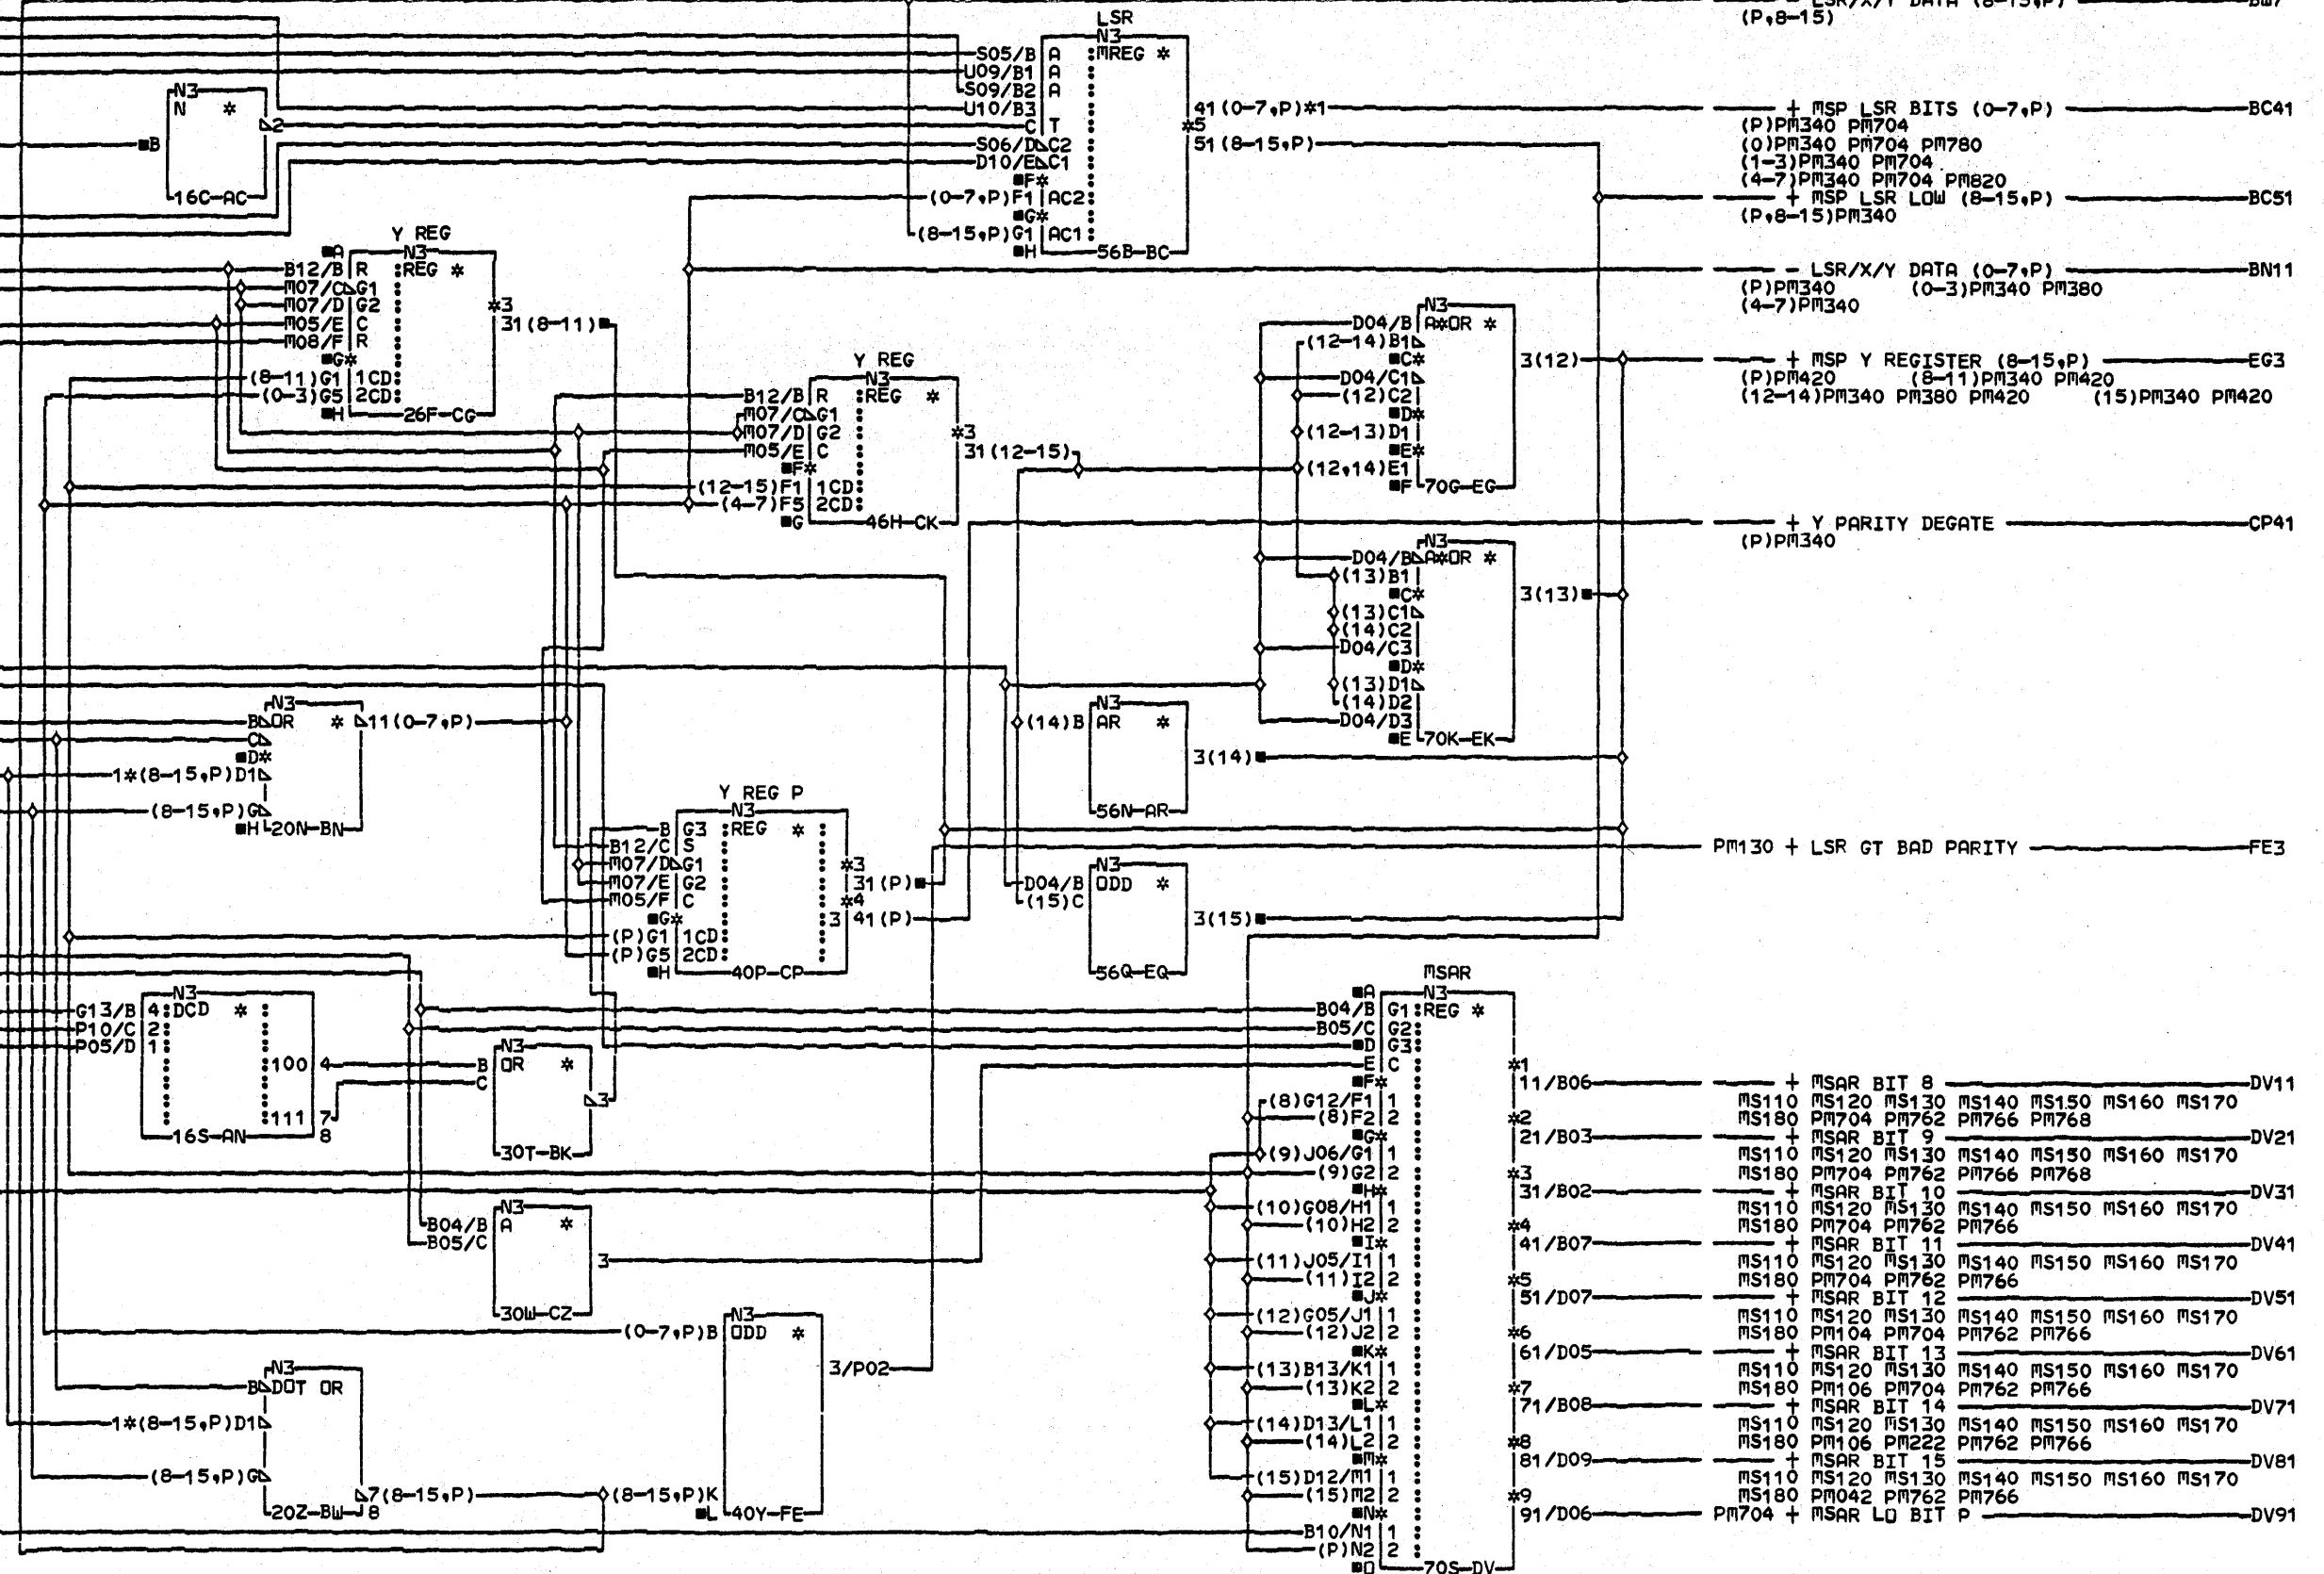 LSR/X/Y DATA (8-15,P) BW7
(P,8-15)
LSR
N3
MREG *
S05/B A
U09/B1 A
S09/B2 A
U10/B3
C T
S06/D C2
D10/E C1
■F*
(0-7,P)F1 AC2
■G*
(8-15,P)G1 AC1
■H 56B-BC
41(0-7,P)*1
*5
51(8-15,P)
+ MSP LSR BITS (0-7,P) BC41
(P)PM340 PM704
(0)PM340 PM704 PM780
(1-3)PM340 PM704
(4-7)PM340 PM704 PM820
+ MSP LSR LOW (8-15,P) BC51
(P,8-15)PM340
N3
N *
2
■B
16C-AC
Y REG
■A N3
B12/B R REG *
M07/C G1
M07/D G2
M05/E C
M08/F R
■G*
(8-11)G1 1CD
(0-3)G5 2CD
■H 26F-CG
*3
31(8-11)■
- LSR/X/Y DATA (0-7,P) BN11
(P)PM340 (0-3)PM340 PM380
(4-7)PM340
Y REG
N3
B12/B R REG *
M07/C G1
M07/D G2
M05/E C
■F*
(12-15)F1 1CD
(4-7)F5 2CD
■G 46H-CK
*3
31(12-15)
N3
D04/B A*OR *
(12-14)B1
■C*
D04/C1
(12)C2
■D*
(12-13)D1
■E*
(12,14)E1
■F 70G-EG
3(12)
+ MSP Y REGISTER (8-15,P) EG3
(P)PM420 (8-11)PM340 PM420
(12-14)PM340 PM380 PM420 (15)PM340 PM420
+ Y PARITY DEGATE CP41
(P)PM340
N3
D04/B A*OR *
(13)B1
■C*
(13)C1
(14)C2
D04/C3
■D*
(13)D1
(14)D2
D04/D3
■E 70K-EK
3(13)■
N3
B OR * 11(0-7,P)
C
■D*
1*(8-15,P)D1
(8-15,P)G
■H 20N-BN
N3
(14)B AR *
3(14)■
56N-AR
Y REG P
N3
B G3 REG *
B12/C S
M07/D G1
M07/E G2
M05/F C
■G*
(P)G1 1CD
(P)G5 2CD
■H 40P-CP
*3
31(P)■
*4
3 41(P)
PM130 + LSR GT BAD PARITY FE3
N3
D04/B ODD *
(15)C
3(15)■
56Q-EQ
N3
G13/B 4 DCD *
P10/C 2
P05/D 1
100 4
111 7
16S-AN 8
N3
B OR *
C
3
30T-BK
N3
B04/B A *
B05/C
3
30W-CZ
N3
(0-7,P)B ODD *
3/P02
(8-15,P)K
■L 40Y-FE
N3
B DOT OR
1*(8-15,P)D1
(8-15,P)G
7(8-15,P)
20Z-BW 8
MSAR
■A N3
B04/B G1 REG *
B05/C G2
■D G3
E C
■F*
(8)G12/F1 1
(8)F2 2
■G*
(9)J06/G1 1
(9)G2 2
■H*
(10)G08/H1 1
(10)H2 2
■I*
(11)J05/I1 1
(11)I2 2
■J*
(12)G05/J1 1
(12)J2 2
■K*
(13)B13/K1 1
(13)K2 2
■L*
(14)D13/L1 1
(14)L2 2
■M*
(15)D12/M1 1
(15)M2 2
■N*
B10/N1 1
(P)N2 2
■O 70S-DV
*1
11/B06 + MSAR BIT 8 DV11
MS110 MS120 MS130 MS140 MS150 MS160 MS170
*2 MS180 PM704 PM762 PM766 PM768
21/B03 + MSAR BIT 9 DV21
MS110 MS120 MS130 MS140 MS150 MS160 MS170
*3 MS180 PM704 PM762 PM766 PM768
31/B02 + MSAR BIT 10 DV31
MS110 MS120 MS130 MS140 MS150 MS160 MS170
*4 MS180 PM704 PM762 PM766
41/B07 + MSAR BIT 11 DV41
MS110 MS120 MS130 MS140 MS150 MS160 MS170
*5 MS180 PM704 PM762 PM766
51/D07 + MSAR BIT 12 DV51
MS110 MS120 MS130 MS140 MS150 MS160 MS170
*6 MS180 PM104 PM704 PM762 PM766
61/D05 + MSAR BIT 13 DV61
MS110 MS120 MS130 MS140 MS150 MS160 MS170
*7 MS180 PM106 PM704 PM762 PM766
71/B08 + MSAR BIT 14 DV71
MS110 MS120 MS130 MS140 MS150 MS160 MS170
*8 MS180 PM106 PM222 PM762 PM766
81/D09 + MSAR BIT 15 DV81
MS110 MS120 MS130 MS140 MS150 MS160 MS170
*9 MS180 PM042 PM762 PM766
91/D06 PM704 + MSAR LO BIT P DV91